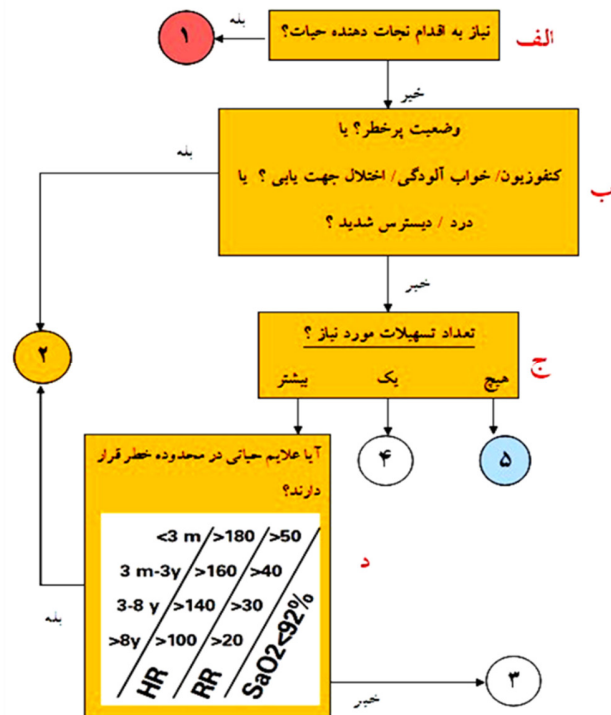 نیاز به اقدام نجات دهنده حیات؟
الف
بله
۱
خیر
وضعیت پرخطر؟ یا
کنفوزیون/ خواب آلودگی/ اختلال جهت یابی ؟ یا
درد / دیسترس شدید ؟
ب
بله
خیر
۲
تعداد تسهیلات مورد نیاز ؟
هیچ یک بیشتر
ج
۵
۴
آیا علایم حیاتی در محدوده خطر قرار
دارند؟
د
<3 m >180 >50
3 m-3y >160 >40
3-8 y >140 >30
>8y >100 >20
HR RR SaO2<92%
بله
خیر
۳